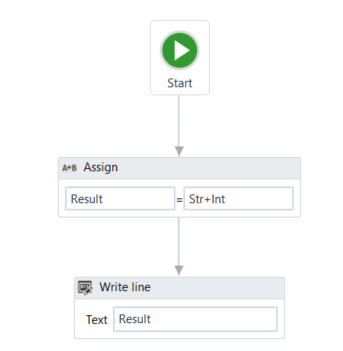 Start
A*B Assign
Result = Str+Int
Write line
Text Result